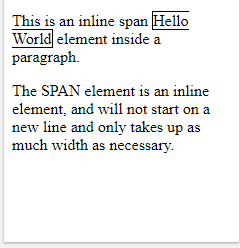 This is an inline span Hello
World element inside a
paragraph.
The SPAN element is an inline
element, and will not start on a
new line and only takes up as
much width as necessary.